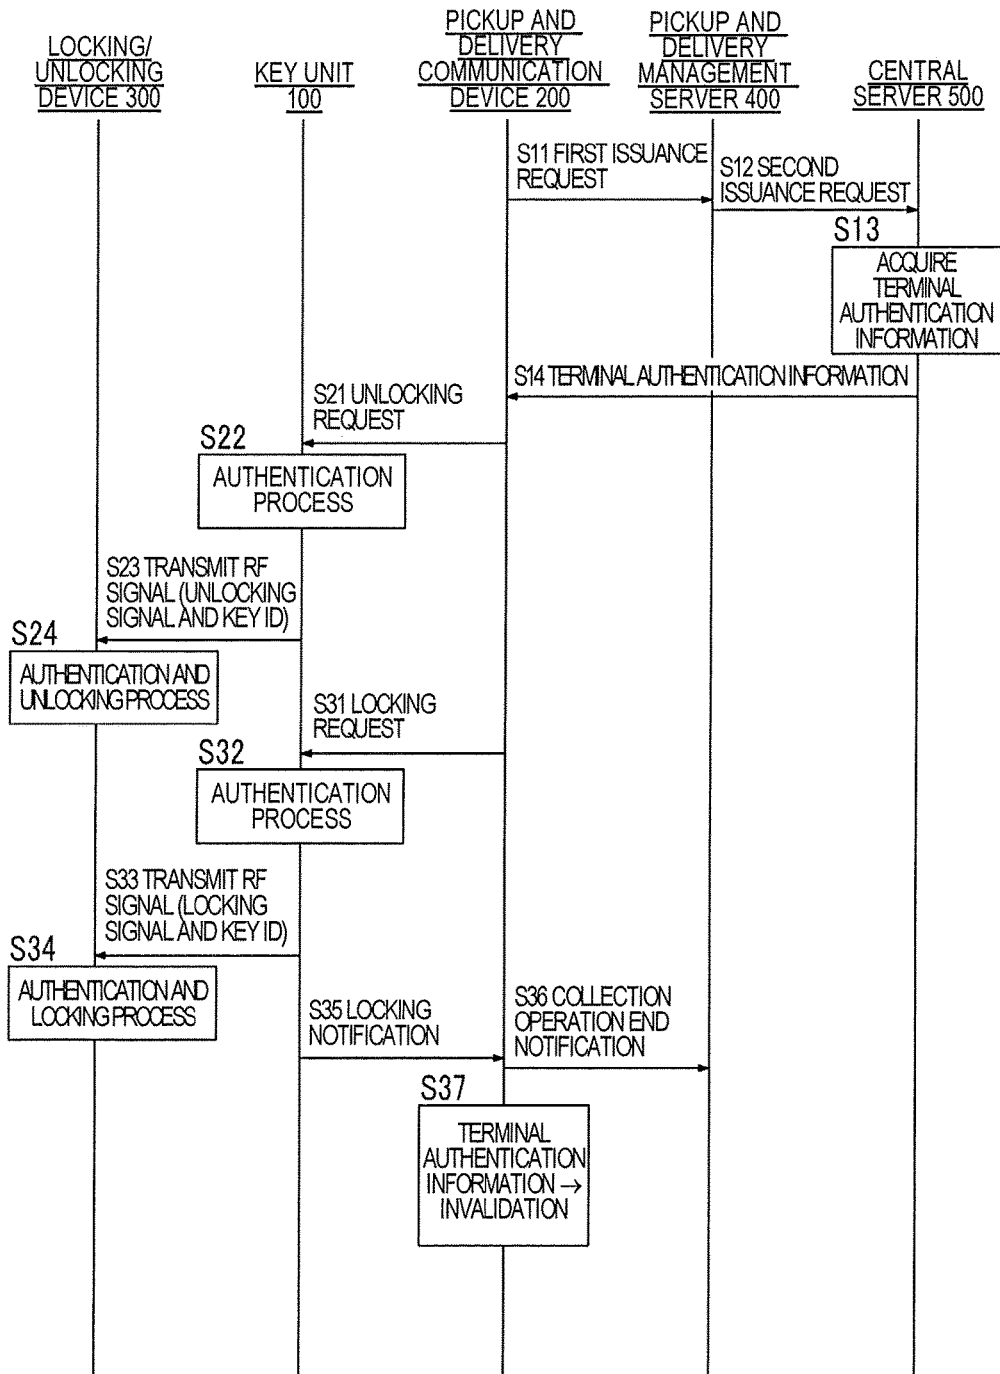 LOCKING/
UNLOCKING
DEVICE 300
KEY UNIT
100
PICKUP AND
DELIVERY
COMMUNICATION
DEVICE 200
PICKUP AND
DELIVERY
MANAGEMENT
SERVER 400
CENTRAL
SERVER 500
S11 FIRST ISSUANCE
REQUEST
S12 SECOND
ISSUANCE REQUEST
S13
ACQUIRE
TERMINAL
AUTHENTICATION
INFORMATION
S14 TERMINAL AUTHENTICATION INFORMATION
S21 UNLOCKING
REQUEST
S22
AUTHENTICATION
PROCESS
S23 TRANSMIT RF
SIGNAL (UNLOCKING
SIGNAL AND KEY ID)
S24
AUTHENTICATION AND
UNLOCKING PROCESS
S31 LOCKING
REQUEST
S32
AUTHENTICATION
PROCESS
S33 TRANSMIT RF
SIGNAL (LOCKING
SIGNAL AND KEY ID)
S34
AUTHENTICATION AND
LOCKING PROCESS
S35 LOCKING
NOTIFICATION
S36 COLLECTION
OPERATION END
NOTIFICATION
S37
TERMINAL
AUTHENTICATION
INFORMATION →
INVALIDATION